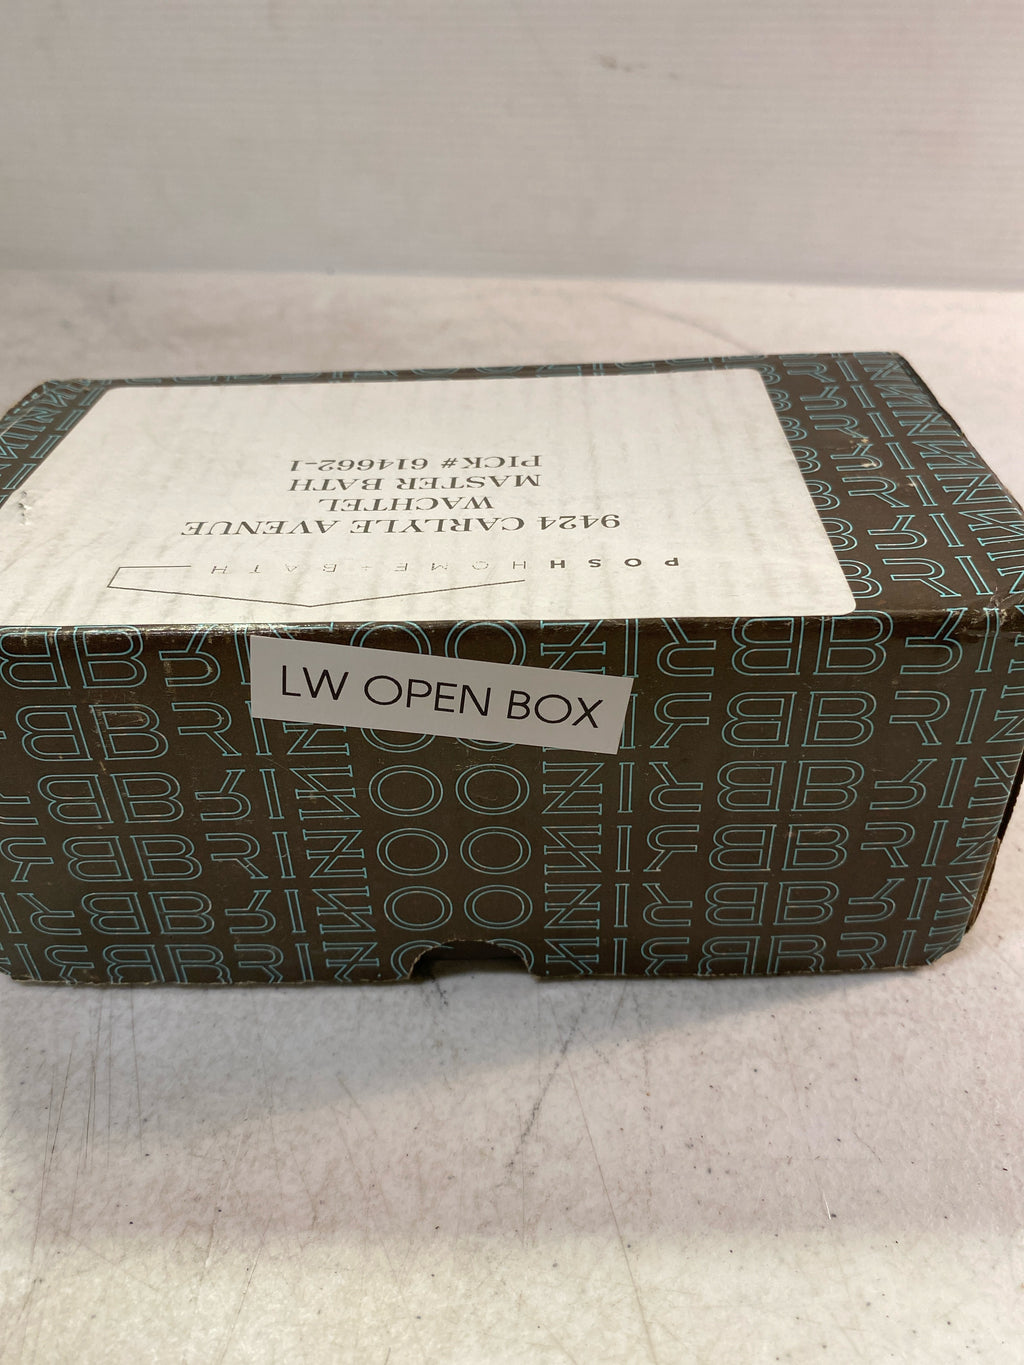 POSH HOME + BATH
9424 CARLYLE AVENUE
WACHTEL
MASTER BATH
PICK# 614662-1
LW OPEN BOX
BRIZO